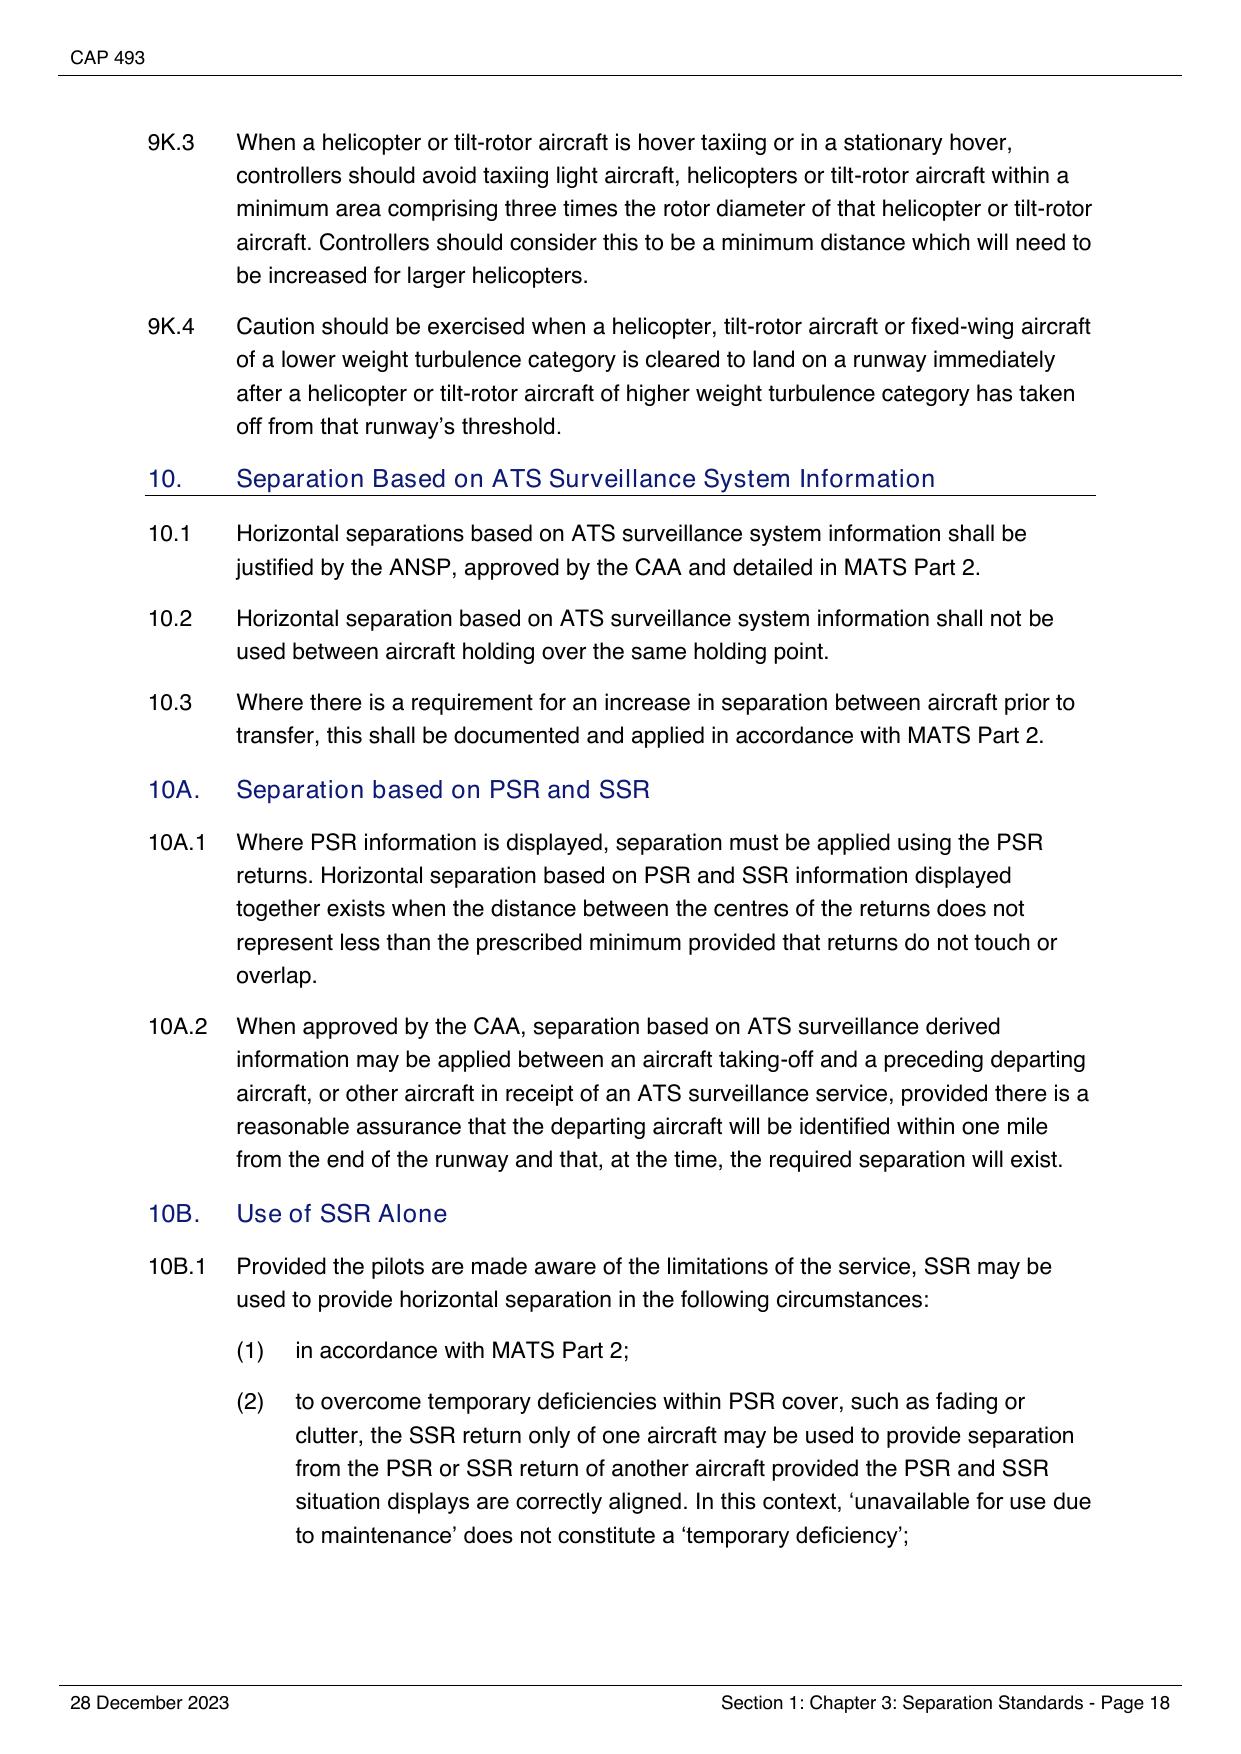 CAP 493
9K.3 When a helicopter or tilt-rotor aircraft is hover taxiing or in a stationary hover,
controllers should avoid taxiing light aircraft, helicopters or tilt-rotor aircraft within a
minimum area comprising three times the rotor diameter of that helicopter or tilt-rotor
aircraft. Controllers should consider this to be a minimum distance which will need to
be increased for larger helicopters.
9K.4 Caution should be exercised when a helicopter, tilt-rotor aircraft or fixed-wing aircraft
of a lower weight turbulence category is cleared to land on a runway immediately
after a helicopter or tilt-rotor aircraft of higher weight turbulence category has taken
off from that runway’s threshold.
10. Separation Based on ATS Surveillance System Information
10.1 Horizontal separations based on ATS surveillance system information shall be
justified by the ANSP, approved by the CAA and detailed in MATS Part 2.
10.2 Horizontal separation based on ATS surveillance system information shall not be
used between aircraft holding over the same holding point.
10.3 Where there is a requirement for an increase in separation between aircraft prior to
transfer, this shall be documented and applied in accordance with MATS Part 2.
10A. Separation based on PSR and SSR
10A.1 Where PSR information is displayed, separation must be applied using the PSR
returns. Horizontal separation based on PSR and SSR information displayed
together exists when the distance between the centres of the returns does not
represent less than the prescribed minimum provided that returns do not touch or
overlap.
10A.2 When approved by the CAA, separation based on ATS surveillance derived
information may be applied between an aircraft taking-off and a preceding departing
aircraft, or other aircraft in receipt of an ATS surveillance service, provided there is a
reasonable assurance that the departing aircraft will be identified within one mile
from the end of the runway and that, at the time, the required separation will exist.
10B. Use of SSR Alone
10B.1 Provided the pilots are made aware of the limitations of the service, SSR may be
used to provide horizontal separation in the following circumstances:
(1) in accordance with MATS Part 2;
(2) to overcome temporary deficiencies within PSR cover, such as fading or
clutter, the SSR return only of one aircraft may be used to provide separation
from the PSR or SSR return of another aircraft provided the PSR and SSR
situation displays are correctly aligned. In this context, ‘unavailable for use due
to maintenance’ does not constitute a ‘temporary deficiency’;
28 December 2023 Section 1: Chapter 3: Separation Standards - Page 18